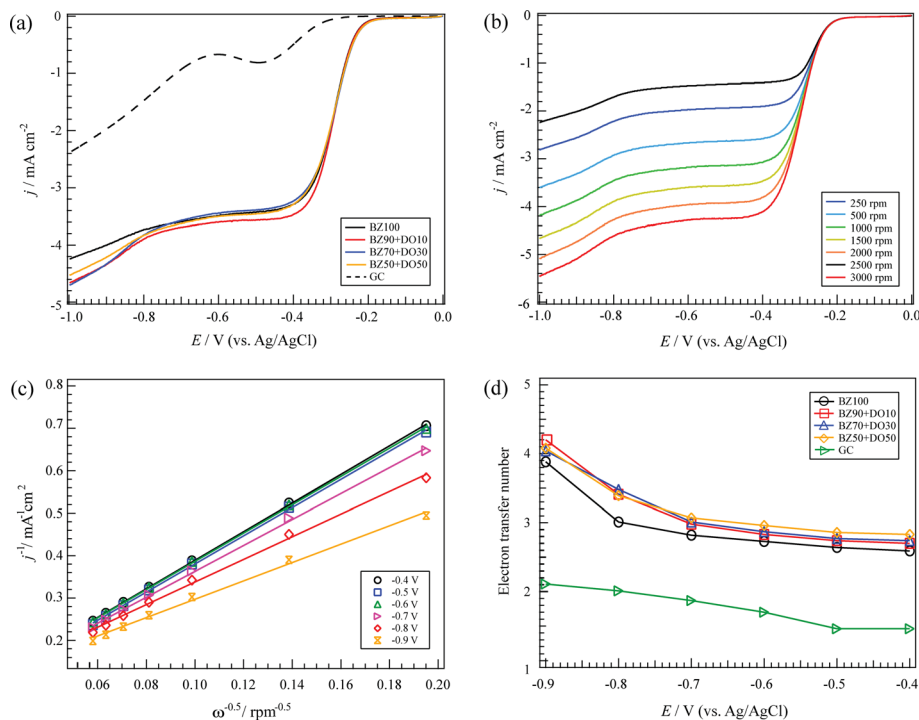 (a)
0
-1
-2
-3
-4
-5
j / mA cm-2
-1.0 -0.8 -0.6 -0.4 -0.2 0.0
E / V (vs. Ag/AgCl)
BZ100
BZ90+DO10
BZ70+DO30
BZ50+DO50
GC
(b)
0
-1
-2
-3
-4
-5
-6
j / mA cm-2
-1.0 -0.8 -0.6 -0.4 -0.2 0.0
E / V (vs. Ag/AgCl)
250 rpm
500 rpm
1000 rpm
1500 rpm
2000 rpm
2500 rpm
3000 rpm
(c)
0.8
0.7
0.6
0.5
0.4
0.3
0.2
j-1/ mA-1cm2
0.06 0.08 0.10 0.12 0.14 0.16 0.18 0.20
ω-0.5/ rpm-0.5
-0.4 V
-0.5 V
-0.6 V
-0.7 V
-0.8 V
-0.9 V
(d)
5
4
3
2
1
Electron transfer number
-0.9 -0.8 -0.7 -0.6 -0.5 -0.4
E / V (vs. Ag/AgCl)
BZ100
BZ90+DO10
BZ70+DO30
BZ50+DO50
GC